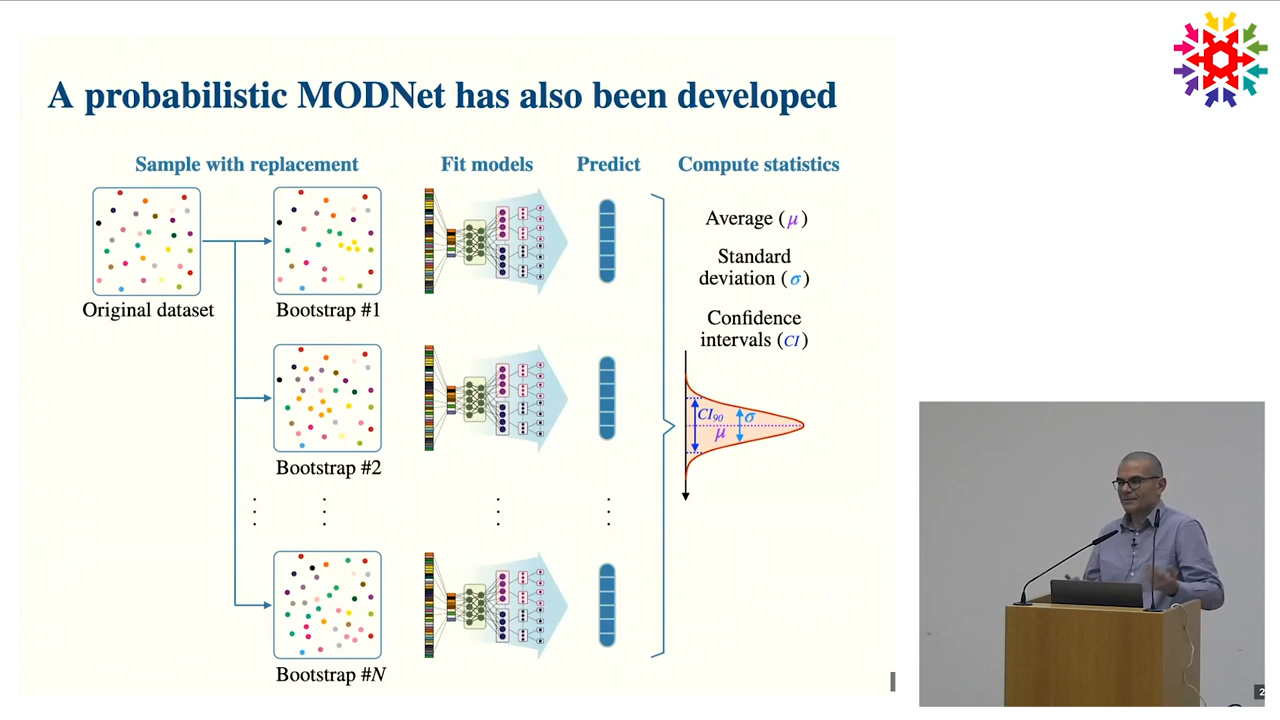 A probabilistic MODNet has also been developed
Sample with replacement
Fit models
Predict
Compute statistics
Original dataset
Bootstrap #1
Bootstrap #2
Bootstrap #N
Average (μ)
Standard
deviation (σ)
Confidence
intervals (CI)
CI90
σ
μ
2